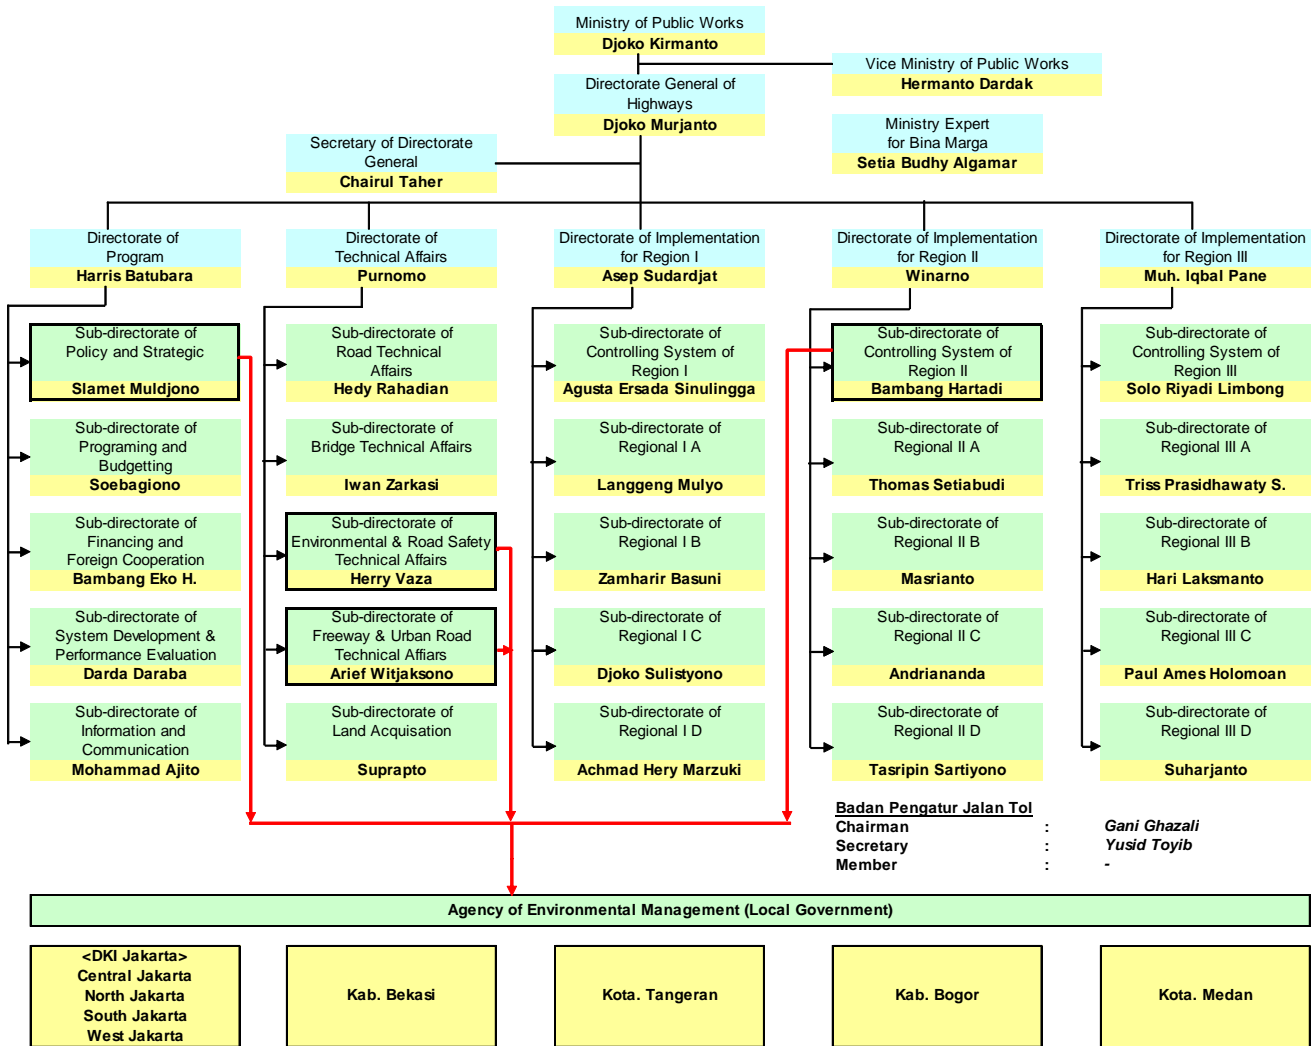 Ministry of Public Works
Djoko Kirmanto
Vice Ministry of Public Works
Hermanto Dardak
Directorate General of
Highways
Djoko Murjanto
Ministry Expert
for Bina Marga
Setia Budhy Algamar
Secretary of Directorate
General
Chairul Taher
Directorate of
Program
Harris Batubara
Directorate of
Technical Affairs
Purnomo
Directorate of Implementation
for Region I
Asep Sudardjat
Directorate of Implementation
for Region II
Winarno
Directorate of Implementation
for Region III
Muh. Iqbal Pane
Sub-directorate of
Policy and Strategic
Slamet Muldjono
Sub-directorate of
Road Technical
Affairs
Hedy Rahadian
Sub-directorate of
Controlling System of
Region I
Agusta Ersada Sinulingga
Sub-directorate of
Controlling System of
Region II
Bambang Hartadi
Sub-directorate of
Controlling System of
Region III
Solo Riyadi Limbong
Sub-directorate of
Programing and
Budgetting
Soebagiono
Sub-directorate of
Bridge Technical Affairs
Iwan Zarkasi
Sub-directorate of
Regional I A
Langgeng Mulyo
Sub-directorate of
Regional II A
Thomas Setiabudi
Sub-directorate of
Regional III A
Triss Prasidhawaty S.
Sub-directorate of
Financing and
Foreign Cooperation
Bambang Eko H.
Sub-directorate of
Environmental & Road Safety
Technical Affairs
Herry Vaza
Sub-directorate of
Regional I B
Zamharir Basuni
Sub-directorate of
Regional II B
Masrianto
Sub-directorate of
Regional III B
Hari Laksmanto
Sub-directorate of
System Development &
Performance Evaluation
Darda Daraba
Sub-directorate of
Freeway & Urban Road
Technical Affiars
Arief Witjaksono
Sub-directorate of
Regional I C
Djoko Sulistyono
Sub-directorate of
Regional II C
Andriananda
Sub-directorate of
Regional III C
Paul Ames Holomoan
Sub-directorate of
Information and
Communication
Mohammad Ajito
Sub-directorate of
Land Acquisation
Suprapto
Sub-directorate of
Regional I D
Achmad Hery Marzuki
Sub-directorate of
Regional II D
Tasripin Sartiyono
Sub-directorate of
Regional III D
Suharjanto
Badan Pengatur Jalan Tol
Chairman : Gani Ghazali
Secretary : Yusid Toyib
Member : -
Agency of Environmental Management (Local Government)
<DKI Jakarta>
Central Jakarta
North Jakarta
South Jakarta
West Jakarta
Kab. Bekasi
Kota. Tangeran
Kab. Bogor
Kota. Medan